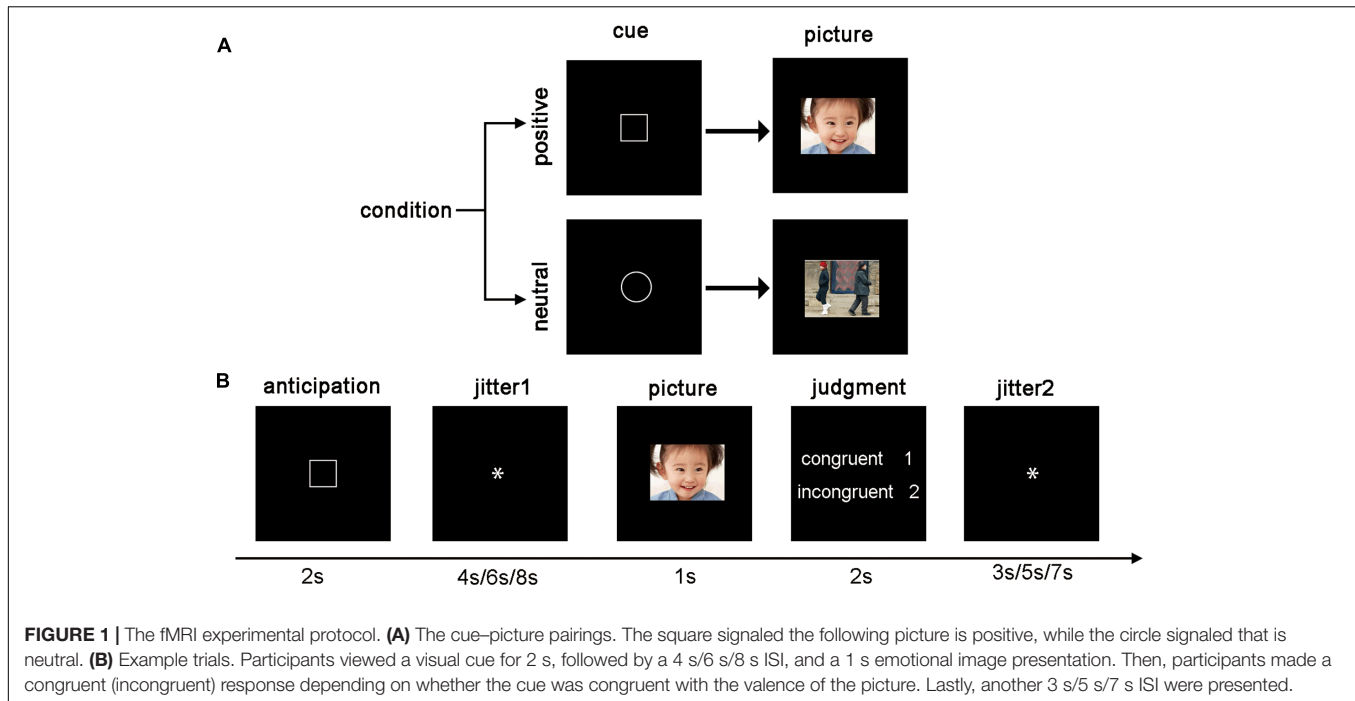 A
cue picture
positive
condition
neutral
B
anticipation jitter1 picture judgment jitter2
*
congruent 1
incongruent 2
*
2s 4s/6s/8s 1s 2s 3s/5s/7s
FIGURE 1 | The fMRI experimental protocol. (A) The cue–picture pairings. The square signaled the following picture is positive, while the circle signaled that is
neutral. (B) Example trials. Participants viewed a visual cue for 2 s, followed by a 4 s/6 s/8 s ISI, and a 1 s emotional image presentation. Then, participants made a
congruent (incongruent) response depending on whether the cue was congruent with the valence of the picture. Lastly, another 3 s/5 s/7 s ISI were presented.